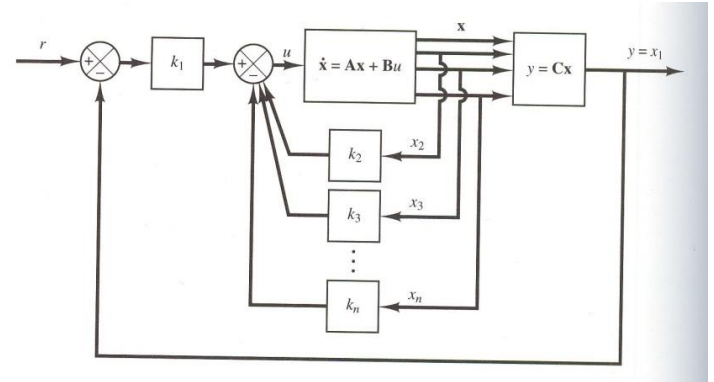 x
r
k₁
u
ẋ = Ax + Bu
y = Cx
y = x₁
k₂
x₂
k₃
x₃
⋮
kₙ
xₙ